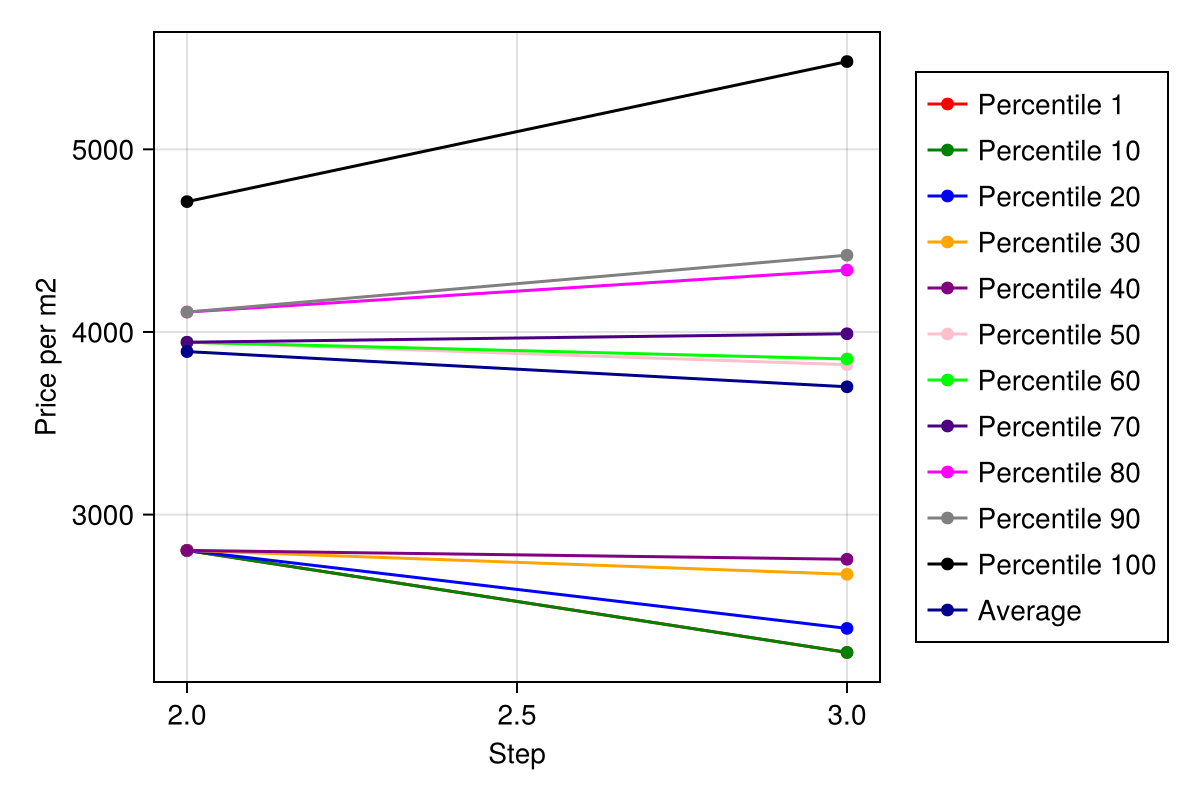 5000
4000
3000
Price per m2
2.0
2.5
3.0
Step
Percentile 1
Percentile 10
Percentile 20
Percentile 30
Percentile 40
Percentile 50
Percentile 60
Percentile 70
Percentile 80
Percentile 90
Percentile 100
Average